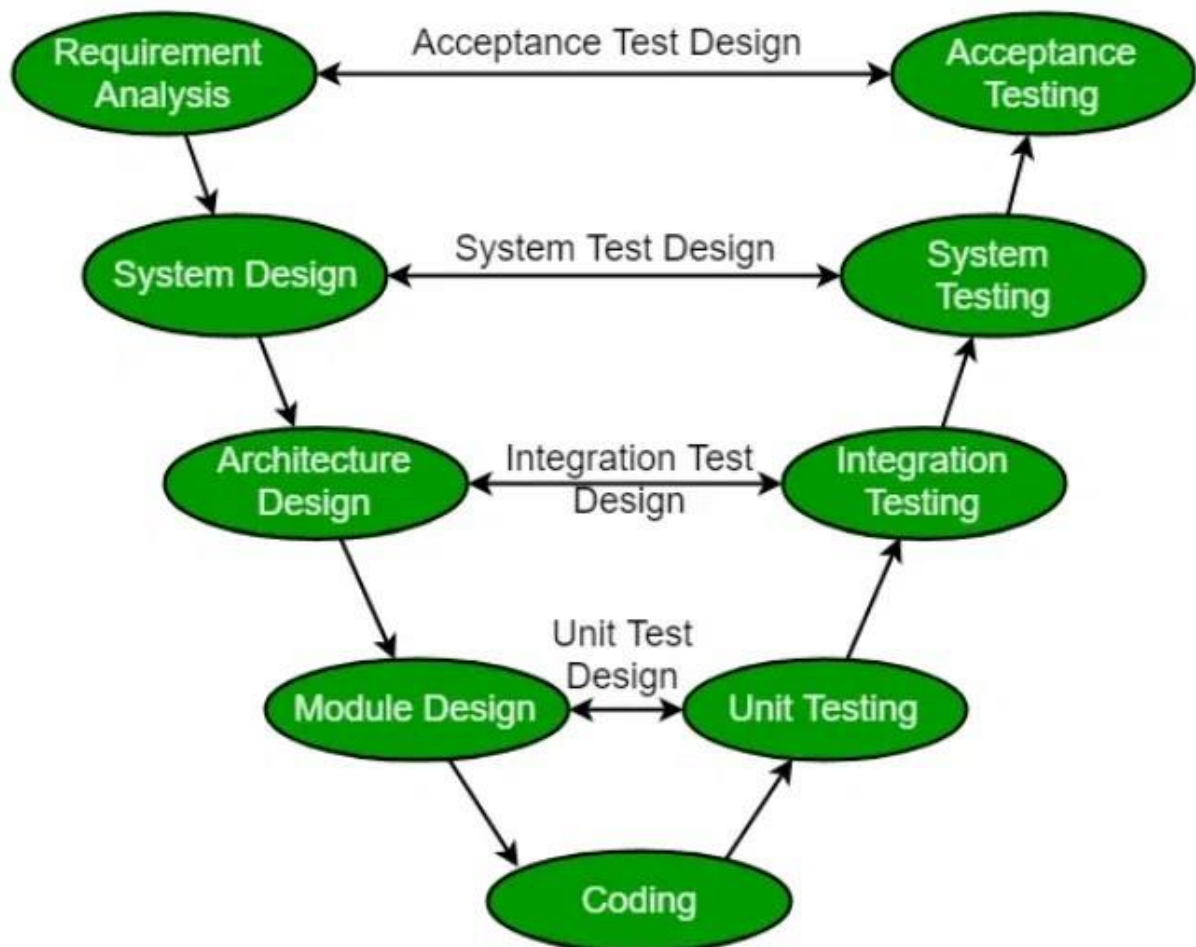 Requirement
Analysis
Acceptance Test Design
Acceptance
Testing
System Design
System Test Design
System
Testing
Architecture
Design
Integration Test
Design
Integration
Testing
Module Design
Unit Test
Design
Unit Testing
Coding